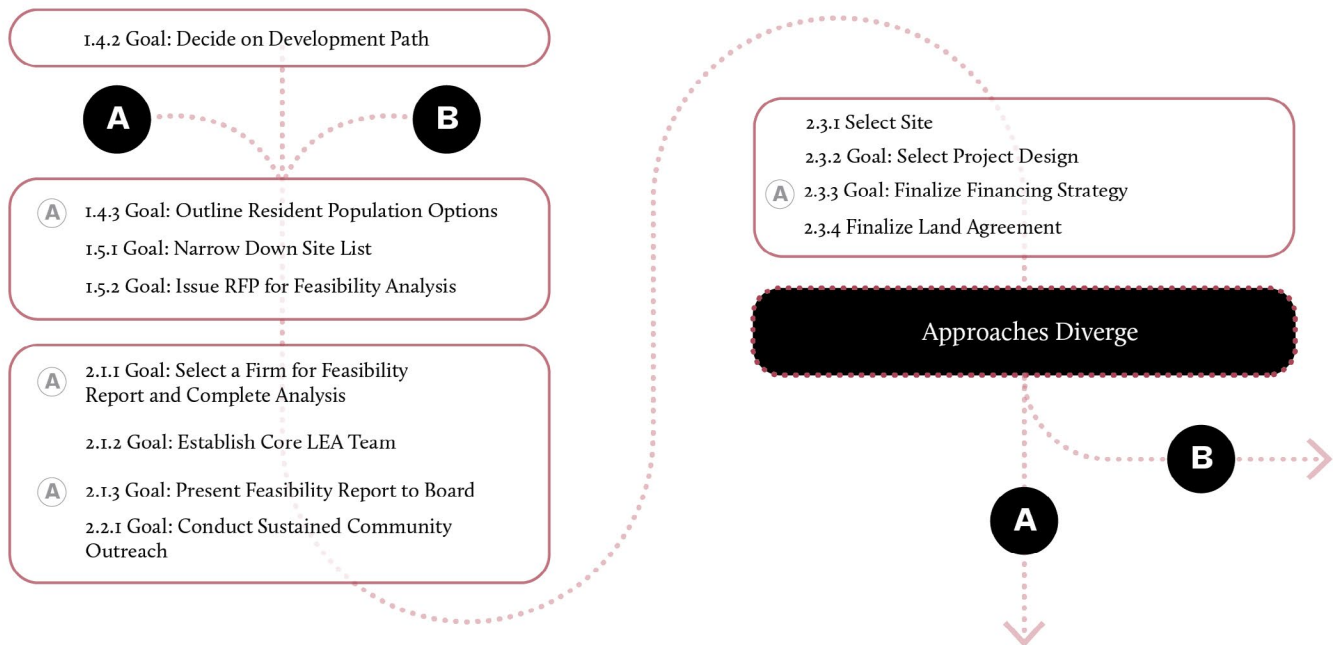 1.4.2 Goal: Decide on Development Path
A
B
A
1.4.3 Goal: Outline Resident Population Options
1.5.1 Goal: Narrow Down Site List
1.5.2 Goal: Issue RFP for Feasibility Analysis
A
2.1.1 Goal: Select a Firm for Feasibility
Report and Complete Analysis
2.1.2 Goal: Establish Core LEA Team
A
2.1.3 Goal: Present Feasibility Report to Board
2.2.1 Goal: Conduct Sustained Community
Outreach
2.3.1 Select Site
2.3.2 Goal: Select Project Design
A
2.3.3 Goal: Finalize Financing Strategy
2.3.4 Finalize Land Agreement
Approaches Diverge
B
A